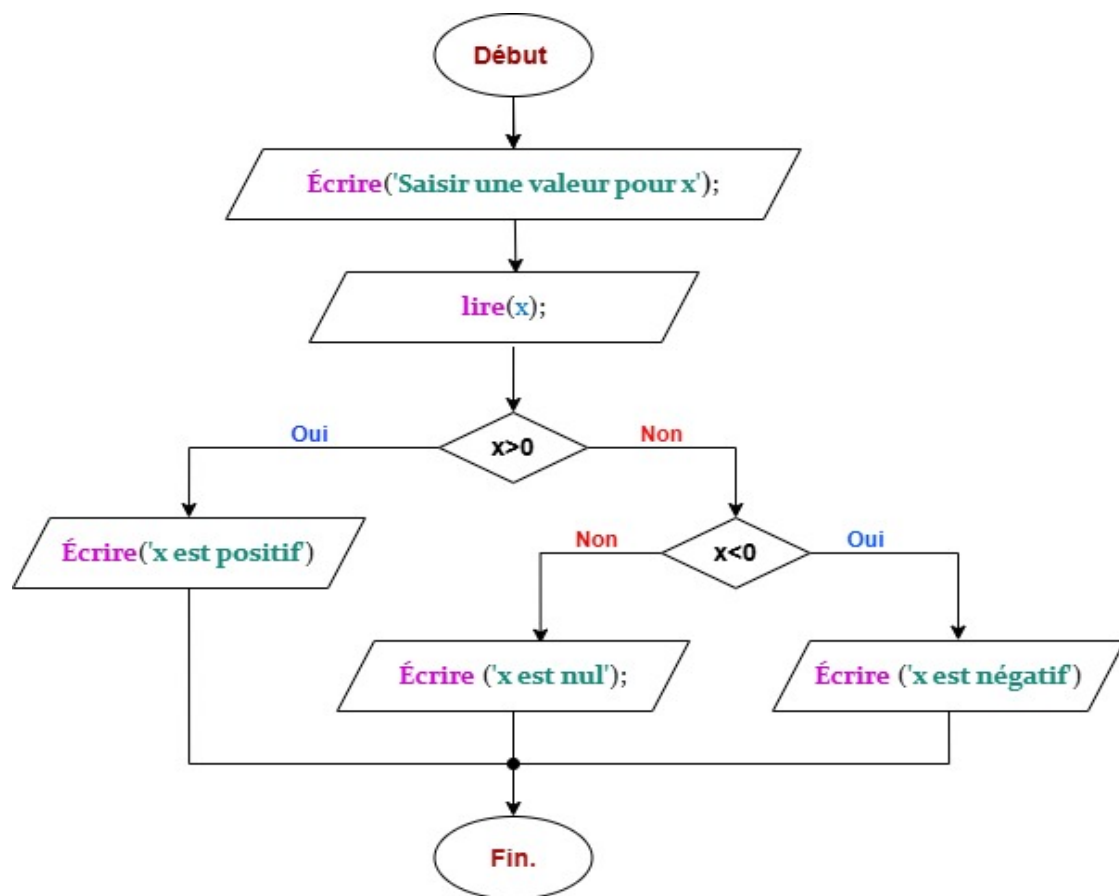 Début
Écrire('Saisir une valeur pour x');
lire(x);
Oui
x>0
Non
Écrire('x est positif')
Non
x<0
Oui
Écrire ('x est nul');
Écrire ('x est négatif')
Fin.